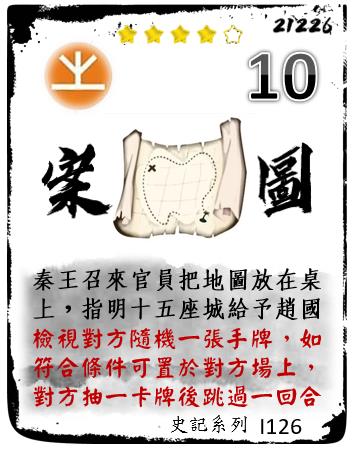 21226
10
案圖
秦王召來官員把地圖放在桌
上，指明十五座城給予趙國
檢視對方隨機一張手牌，如
符合條件可置於對方場上，
對方抽一卡牌後跳過一回合
史記系列 I126